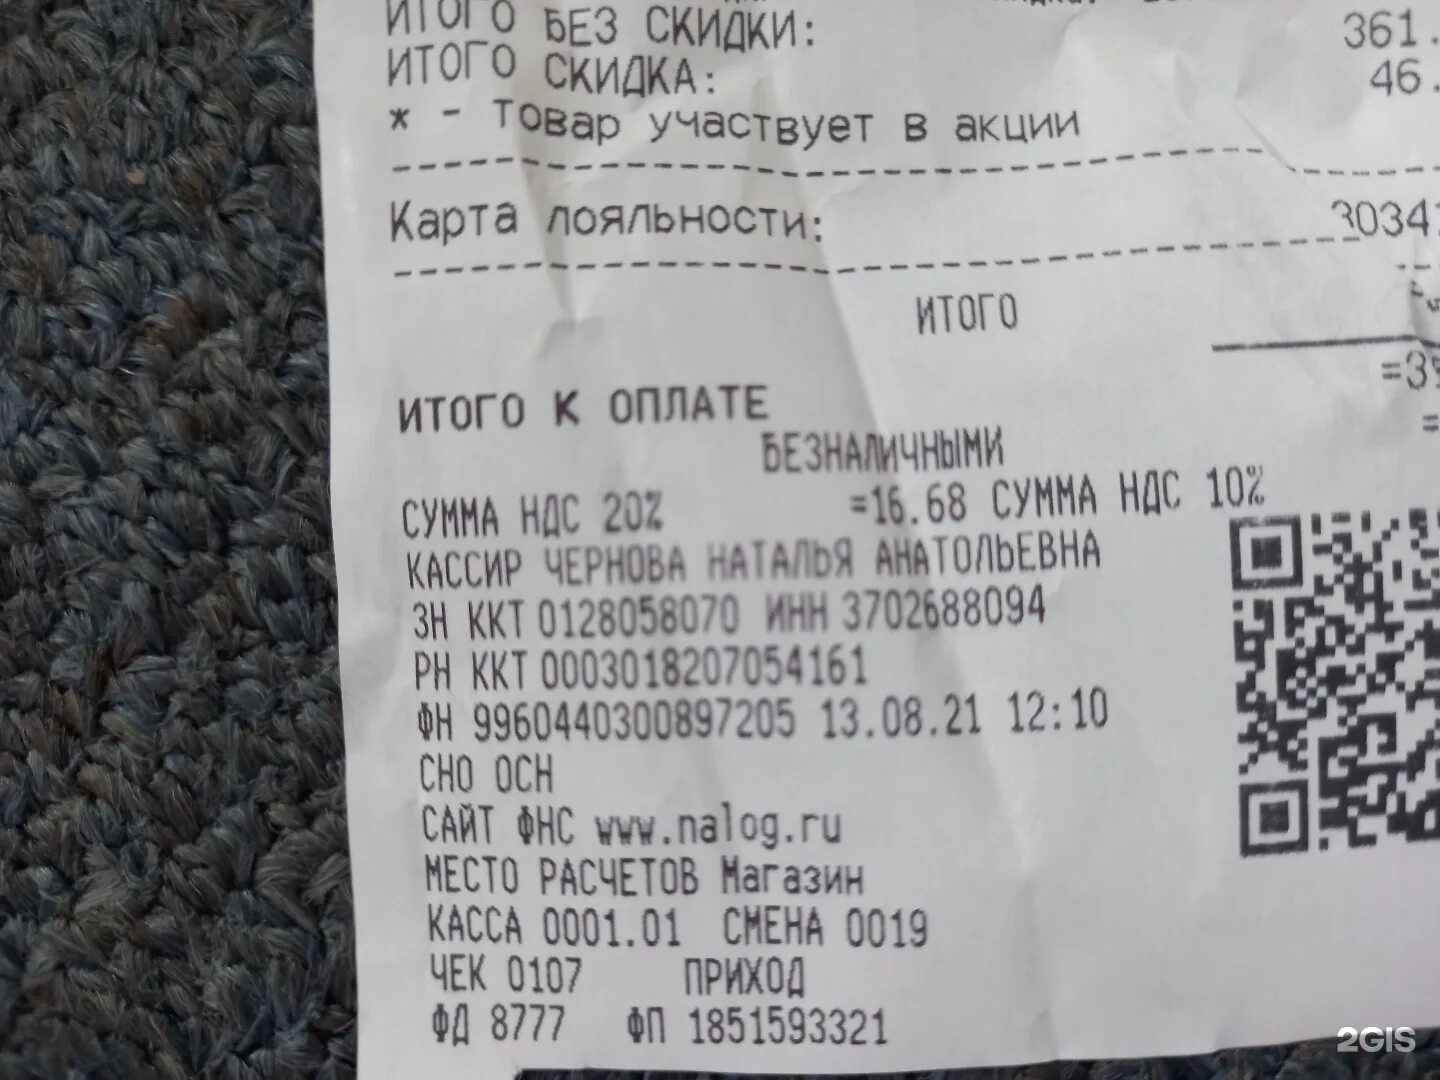 ИТОГО БЕЗ СКИДКИ: 361.
ИТОГО СКИДКА: 46.
* - Товар участвует в акции
Карта лояльности: 3034
ИТОГО
ИТОГО К ОПЛАТЕ =3
БЕЗНАЛИЧНЫМИ =
СУММА НДС 20% =16.68 СУММА НДС 10%
КАССИР ЧЕРНОВА НАТАЛЬЯ АНАТОЛЬЕВНА
ЗН ККТ 0128058070 ИНН 3702688094
РН ККТ 0003018207054161
ФН 9960440300897205 13.08.21 12:10
СНО ОСН
САЙТ ФНС www.nalog.ru
МЕСТО РАСЧЕТОВ Магазин
КАССА 0001.01 СМЕНА 0019
ЧЕК 0107 ПРИХОД
ФД 8777 ФП 1851593321
2GIS